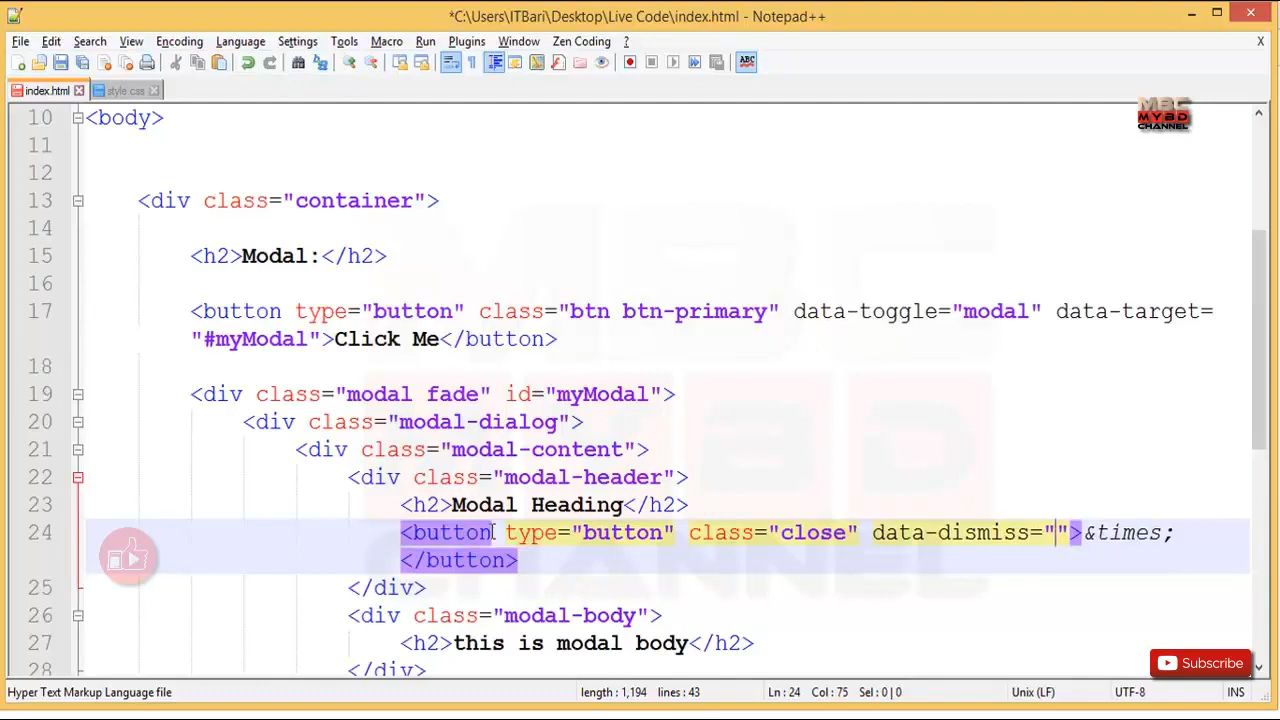 *C:\Users\ITBari\Desktop\Live Code\index.html - Notepad++
File Edit Search View Encoding Language Settings Tools Macro Run Plugins Window Zen Coding ? X
index.html style.css
MBC
MYBD
CHANNEL
10 <body>
11
12
13 <div class="container">
14
15 <h2>Modal:</h2>
16
17 <button type="button" class="btn btn-primary" data-toggle="modal" data-target=
"#myModal">Click Me</button>
18
19 <div class="modal fade" id="myModal">
20 <div class="modal-dialog">
21 <div class="modal-content">
22 <div class="modal-header">
23 <h2>Modal Heading</h2>
24 <button type="button" class="close" data-dismiss="">&times;
</button>
25 </div>
26 <div class="modal-body">
27 <h2>this is modal body</h2>
28 </div>
Subscribe
Hyper Text Markup Language file length : 1,194 lines : 43 Ln : 24 Col : 75 Sel : 0 | 0 Unix (LF) UTF-8 INS
MBC
MYBD
CHANNEL